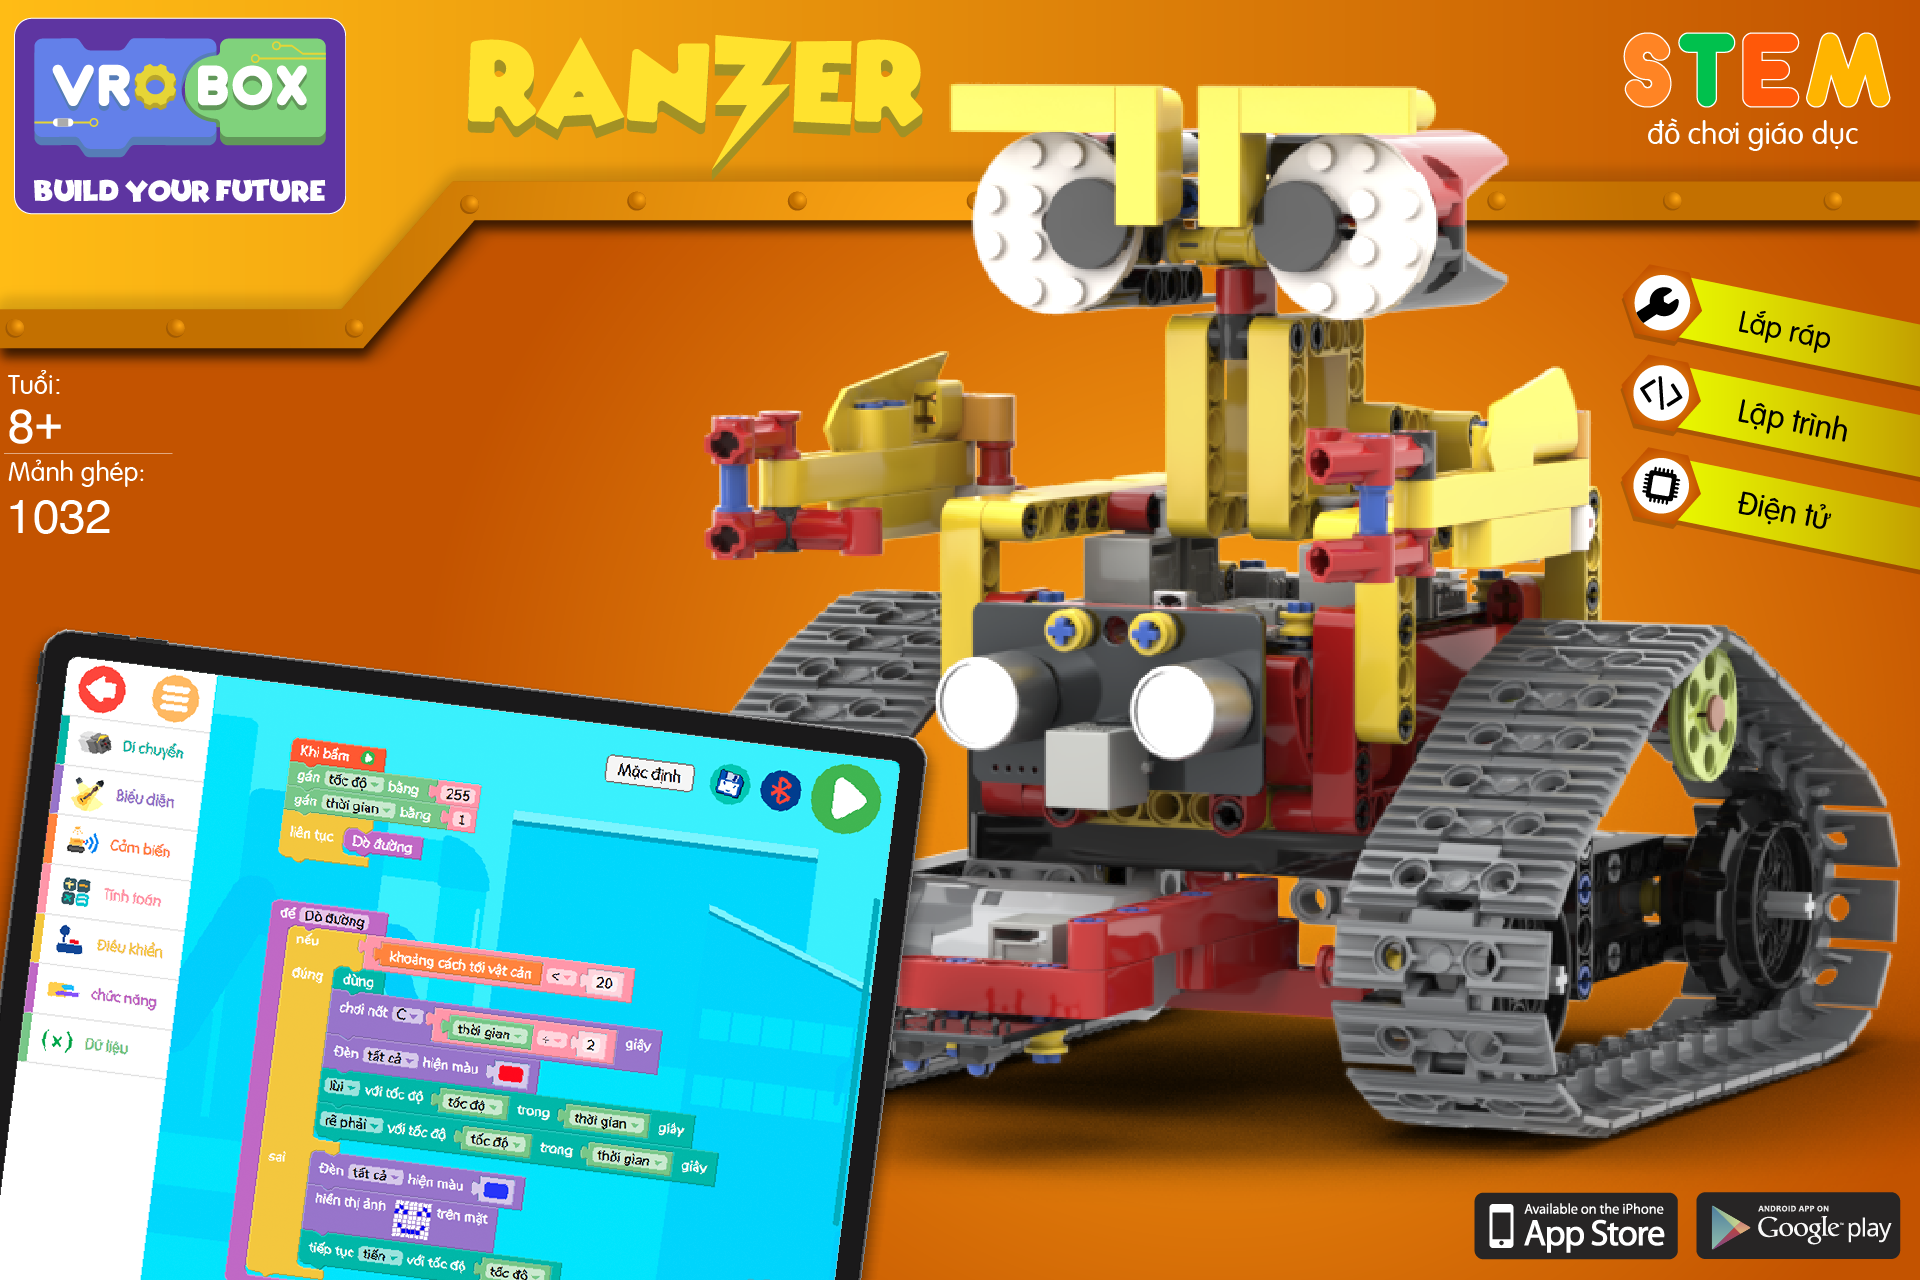 VROBOX
BUILD YOUR FUTURE
RANZER
STEM
đồ chơi giáo dục
Lắp ráp
Lập trình
Điện tử
Tuổi:
8+
Mảnh ghép:
1032
Di chuyển
Biểu diễn
Cảm biến
Tính toán
Điều khiển
chức năng
Dữ liệu
Mặc định
Khi bấm
gán tốc độ bằng 255
gán thời gian bằng 1
liên tục Dò đường
để Dò đường
nếu khoảng cách tới vật cản < 20
đúng dừng
chơi nốt C thời gian ÷ 2 giây
Đèn tất cả hiện màu
lùi với tốc độ tốc độ trong thời gian giây
rẽ phải với tốc độ tốc độ trong thời gian giây
sai Đèn tất cả hiện màu
hiển thị ảnh trên mặt
tiếp tục tiến với tốc độ tốc độ
Available on the iPhone
App Store
ANDROID APP ON
Google play